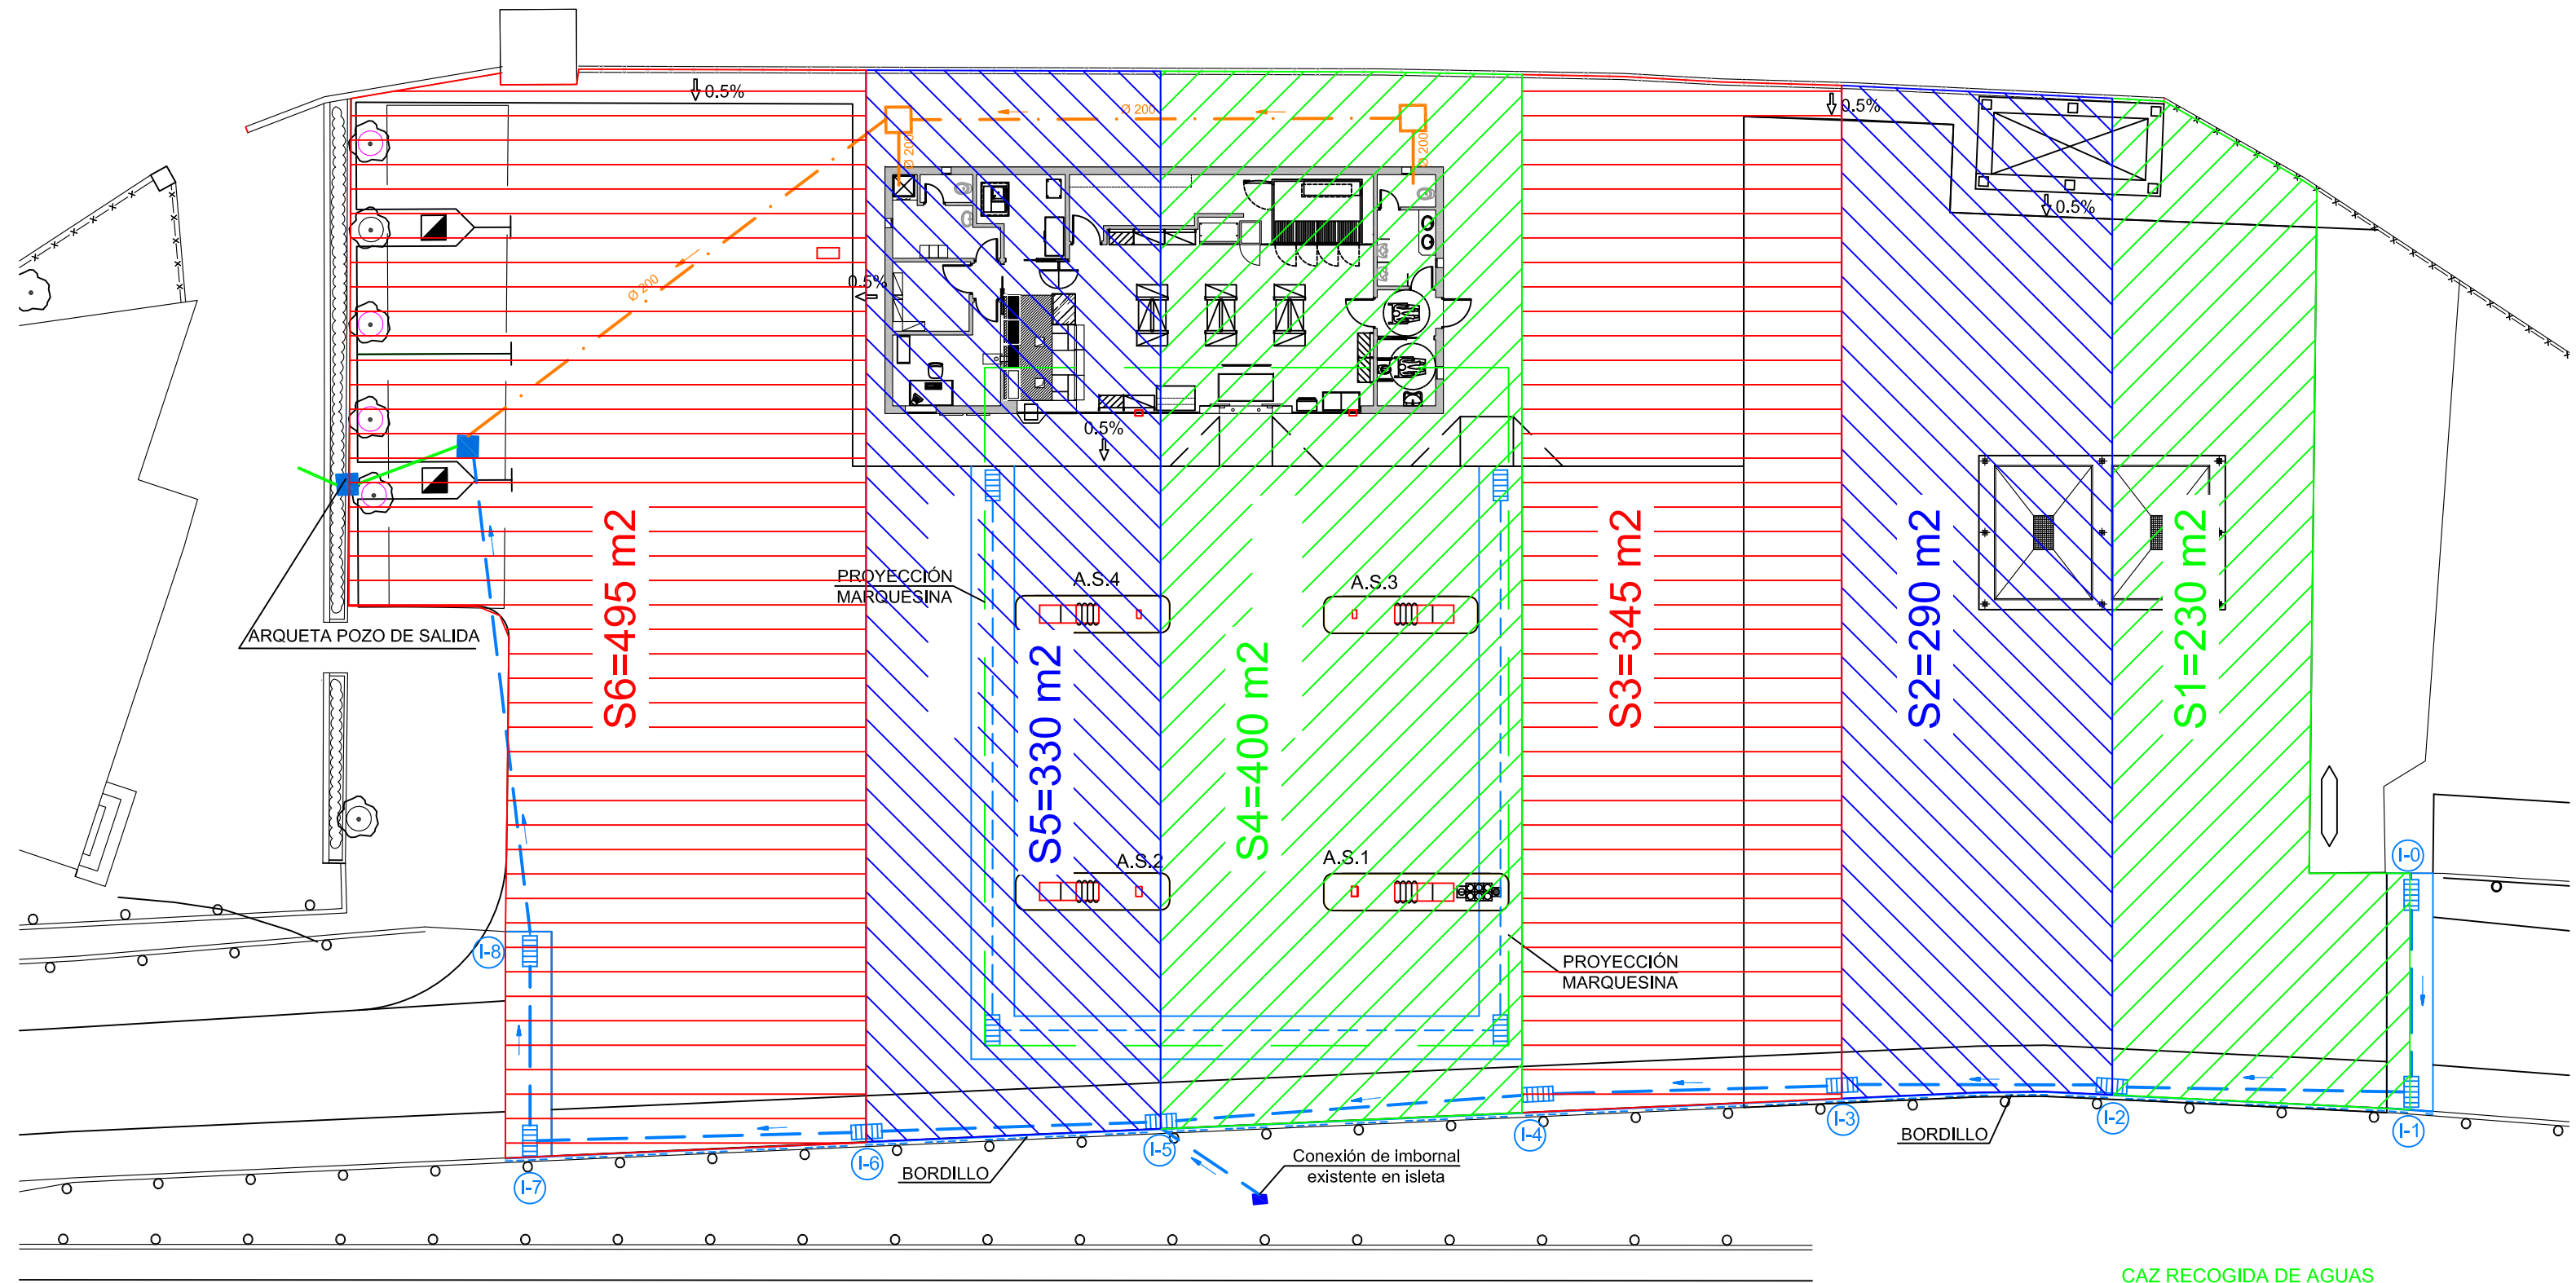 0.5%
0.5%
Ø 200
Ø 200
Ø 200
0.5%
Ø 200
0.5%
0.5%
S6=495 m2
S5=330 m2
S4=400 m2
S3=345 m2
S2=290 m2
S1=230 m2
PROYECCIÓN
MARQUESINA
A.S.4
A.S.3
ARQUETA POZO DE SALIDA
A.S.2
A.S.1
I-0
I-8
PROYECCIÓN
MARQUESINA
I-7
I-6
I-5
I-4
I-3
I-2
I-1
BORDILLO
BORDILLO
Conexión de imbornal
existente en isleta
CAZ RECOGIDA DE AGUAS